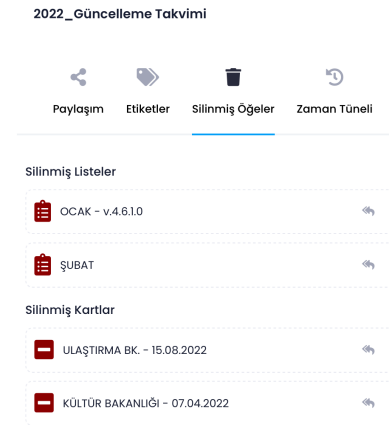 2022_Güncelleme Takvimi
Paylaşım Etiketler Silinmiş Öğeler Zaman Tüneli
Silinmiş Listeler
OCAK - v.4.6.1.0
ŞUBAT
Silinmiş Kartlar
ULAŞTIRMA BK. - 15.08.2022
KÜLTÜR BAKANLIĞI - 07.04.2022